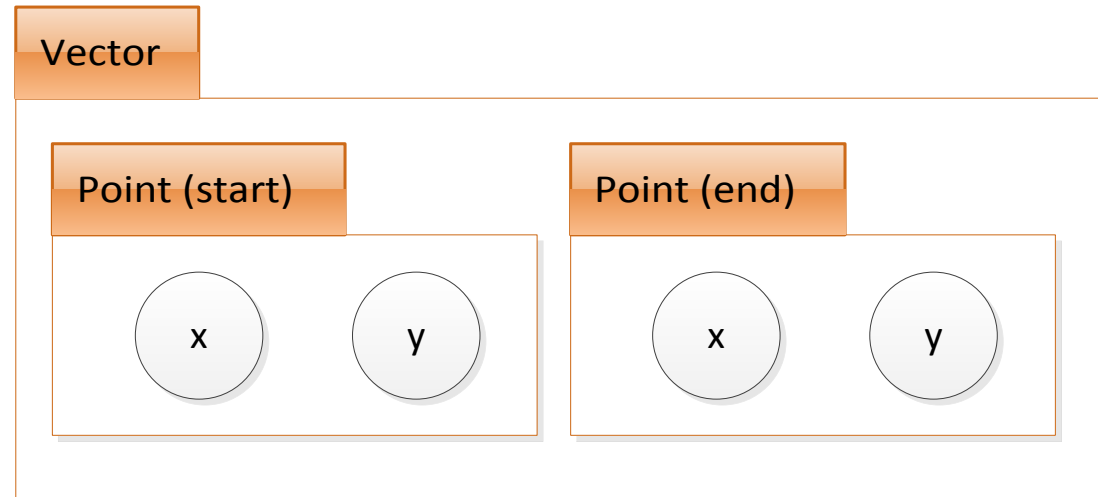 Vector
Point (start)
Point (end)
x
y
x
y